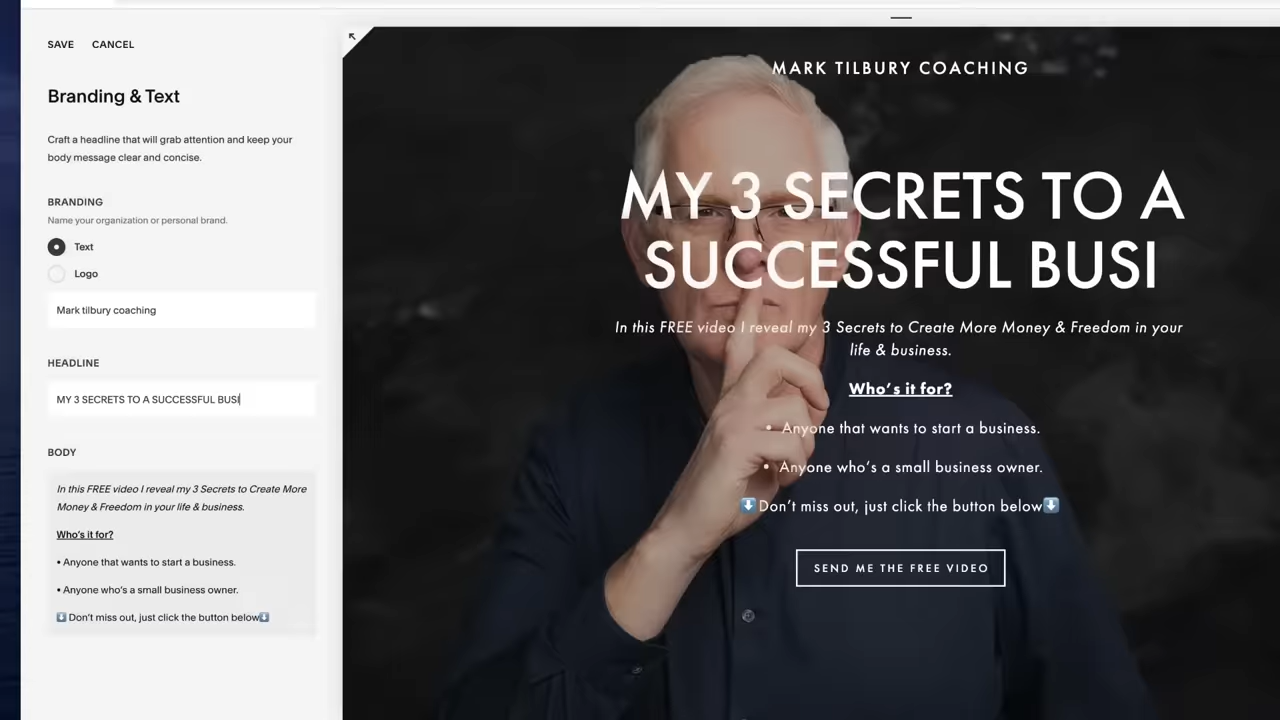 SAVE CANCEL
Branding & Text
Craft a headline that will grab attention and keep your
body message clear and concise.
BRANDING
Name your organization or personal brand.
Text
Logo
Mark tilbury coaching
HEADLINE
MY 3 SECRETS TO A SUCCESSFUL BUSI
BODY
In this FREE video I reveal my 3 Secrets to Create More
Money & Freedom in your life & business.
Who's it for?
• Anyone that wants to start a business.
• Anyone who's a small business owner.
⬇️ Don't miss out, just click the button below⬇️
MARK TILBURY COACHING
MY 3 SECRETS TO A
SUCCESSFUL BUSI
In this FREE video I reveal my 3 Secrets to Create More Money & Freedom in your
life & business.
Who's it for?
• Anyone that wants to start a business.
• Anyone who's a small business owner.
⬇️Don't miss out, just click the button below⬇️
SEND ME THE FREE VIDEO